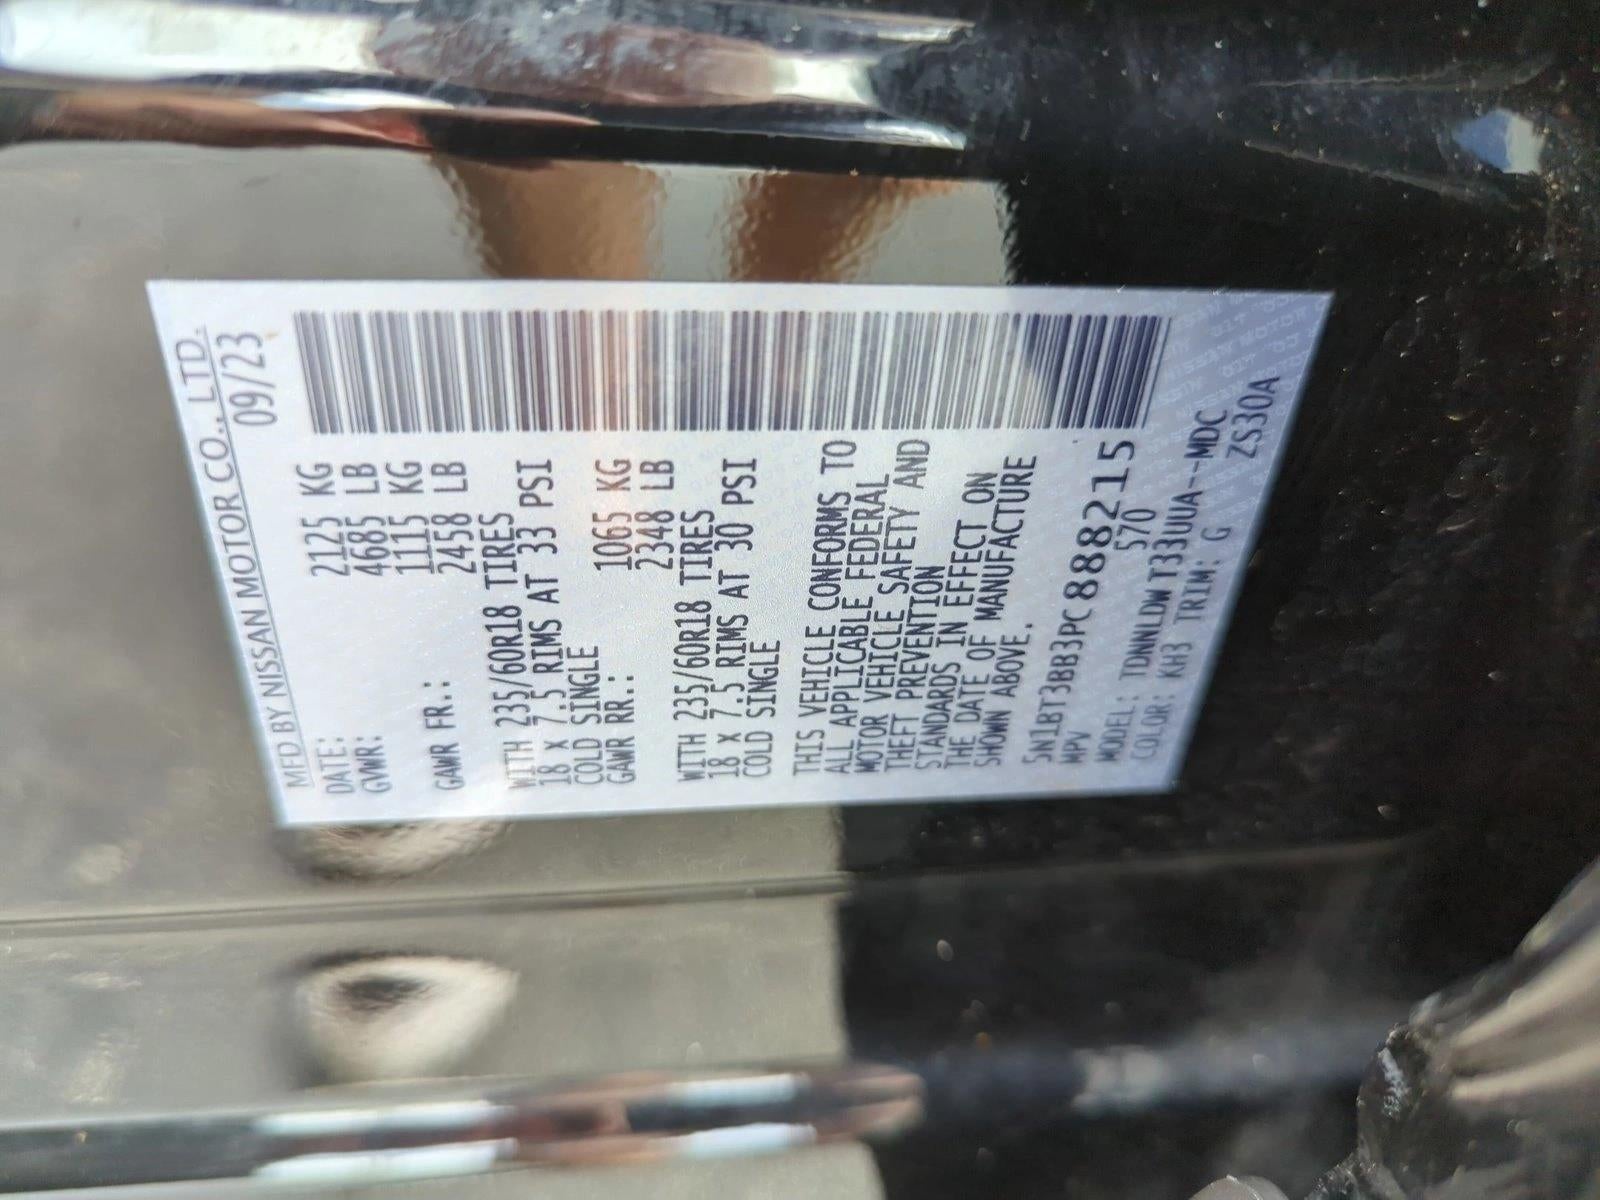 MFD BY NISSAN MOTOR CO., LTD.
DATE: 09/23
GVWR: 2125 KG
4685 LB
GAWR FR.: 1115 KG
2458 LB
WITH 235/60R18 TIRES
18 x 7.5 RIMS AT 33 PSI
COLD SINGLE
GAWR RR.: 1065 KG
2348 LB
WITH 235/60R18 TIRES
18 x 7.5 RIMS AT 30 PSI
COLD SINGLE
THIS VEHICLE CONFORMS TO
ALL APPLICABLE FEDERAL
MOTOR VEHICLE SAFETY AND
THEFT PREVENTION
STANDARDS IN EFFECT ON
THE DATE OF MANUFACTURE
SHOWN ABOVE.
5N1BT3BB3PC888215
MPV 570
MODEL: TDNNLDWT33UUA--MDC
COLOR: KH3 TRIM: G ZS30A